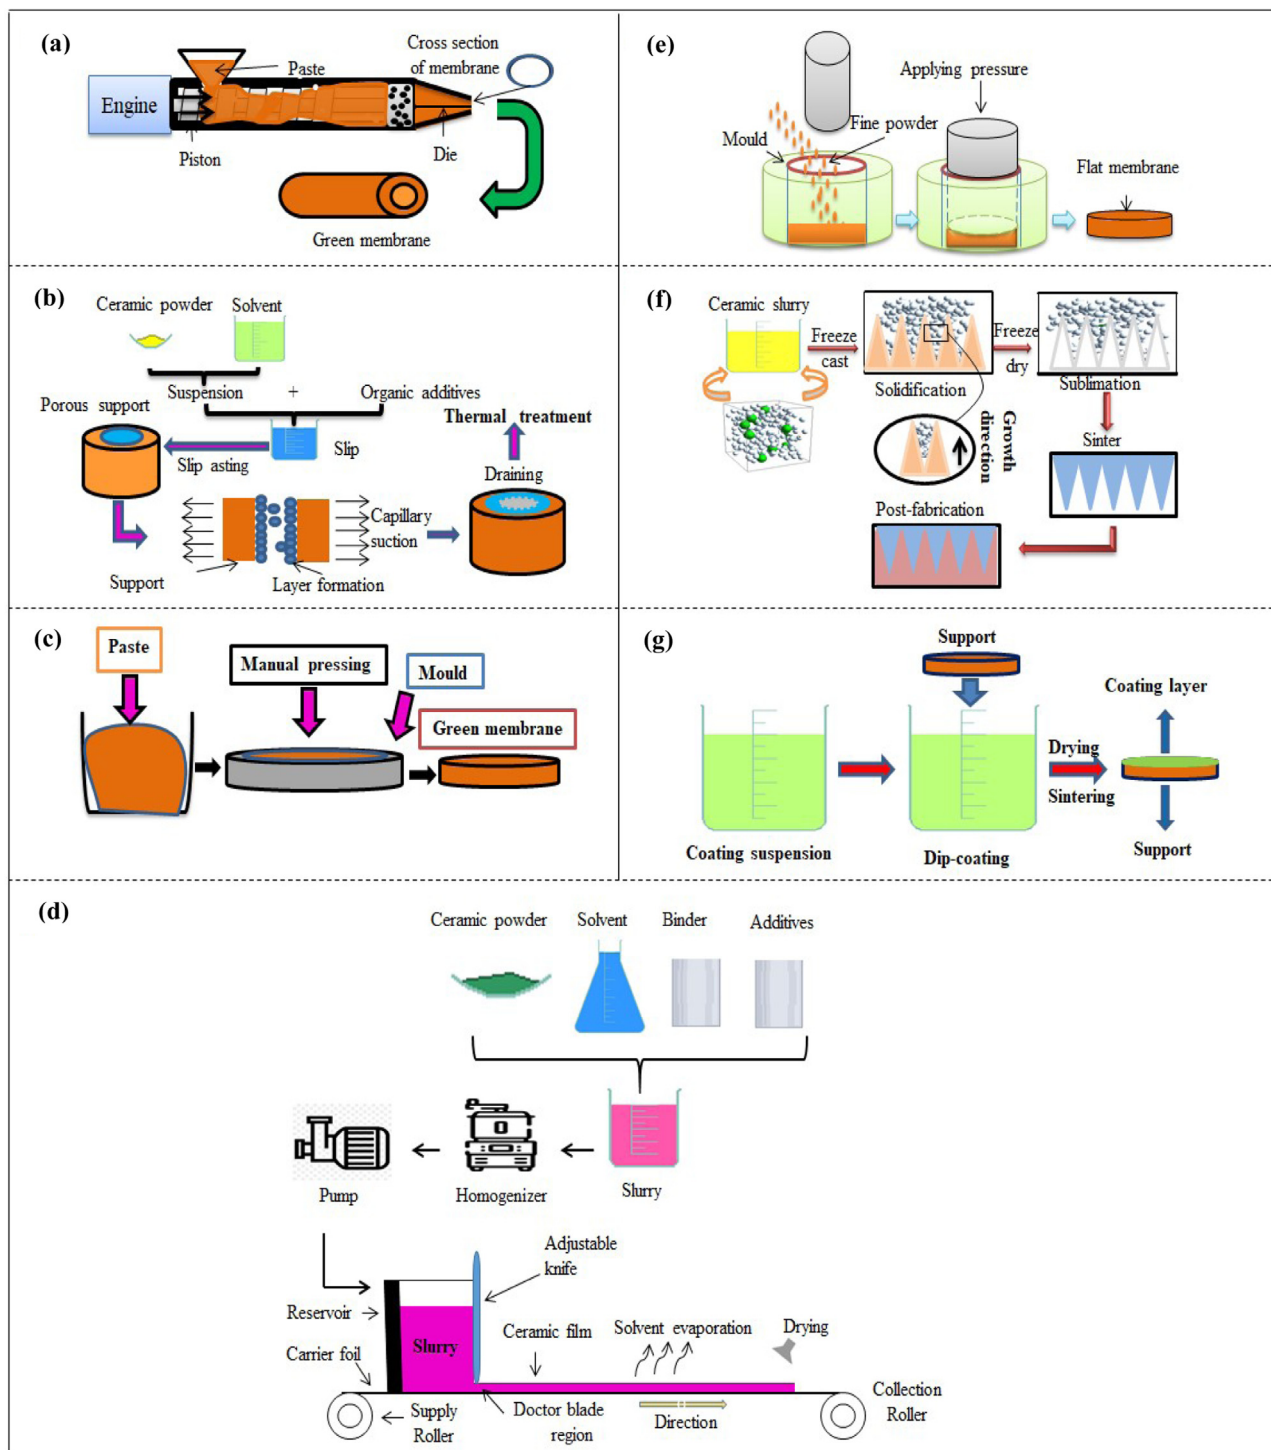 (a)
Engine
Paste
Piston
Die
Cross section
of membrane
Green membrane
(e)
Applying pressure
Fine powder
Mould
Flat membrane
(b)
Ceramic powder
Solvent
Suspension
+
Organic additives
Porous support
Thermal treatment
Slip asting
Slip
Draining
Capillary
suction
Support
Layer formation
(f)
Ceramic slurry
Freeze
cast
Freeze
dry
Solidification
Sublimation
Growth
direction
Sinter
Post-fabrication
(c)
Paste
Manual pressing
Mould
Green membrane
(g)
Support
Coating layer
Drying
Sintering
Coating suspension
Dip-coating
Support
(d)
Ceramic powder
Solvent
Binder
Additives
Pump
Homogenizer
Slurry
Adjustable
knife
Reservoir
Slurry
Ceramic film
Solvent evaporation
Drying
Carrier foil
Supply
Roller
Doctor blade
region
Direction
Collection
Roller